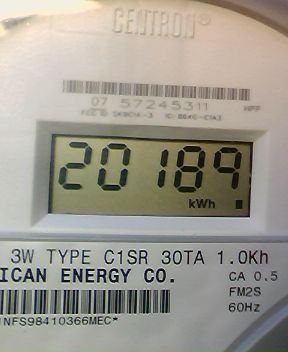 CENTRON®
07 57245311
20189
kWh
3W TYPE C1SR 30TA 1.0Kh
ICAN ENERGY CO.
CA 0.5
FM2S
60Hz
NFS98410366MEC*